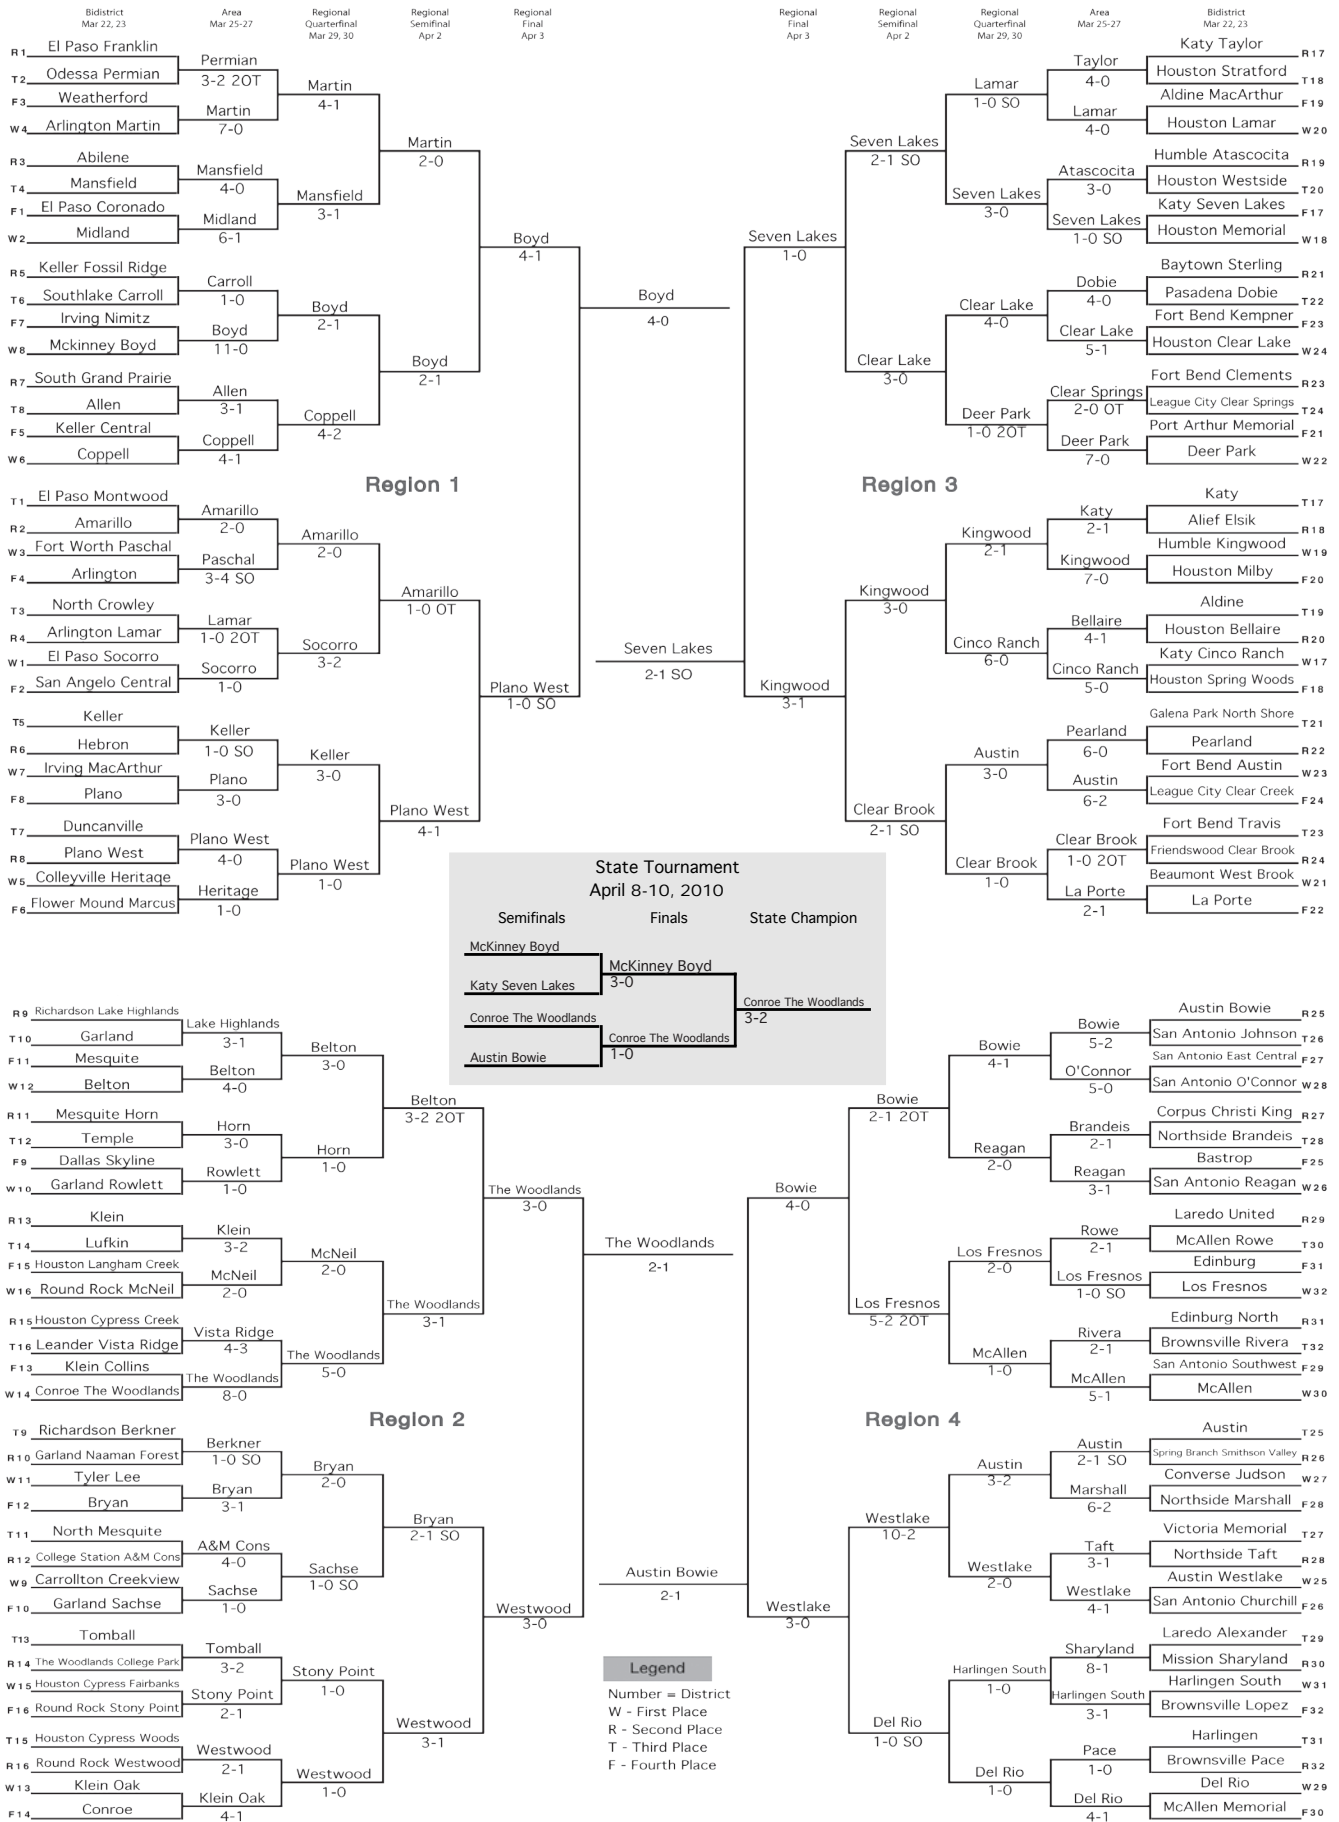 Bidistrict
Mar 22, 23
Area
Mar 25-27
Regional
Quarterfinal
Mar 29, 30
Regional
Semifinal
Apr 2
Regional
Final
Apr 3
Regional
Final
Apr 3
Regional
Semifinal
Apr 2
Regional
Quarterfinal
Mar 29, 30
Area
Mar 25-27
Bidistrict
Mar 22, 23
R1 El Paso Franklin
T2 Odessa Permian
F3 Weatherford
W4 Arlington Martin
R3 Abilene
T4 Mansfield
F1 El Paso Coronado
W2 Midland
R5 Keller Fossil Ridge
T6 Southlake Carroll
F7 Irving Nimitz
W8 Mckinney Boyd
R7 South Grand Prairie
T8 Allen
F5 Keller Central
W6 Coppell
Permian
3-2 2OT
Martin
7-0
Mansfield
4-0
Midland
6-1
Carroll
1-0
Boyd
11-0
Allen
3-1
Coppell
4-1
Martin
4-1
Mansfield
3-1
Boyd
2-1
Coppell
4-2
Martin
2-0
Boyd
2-1
Boyd
4-1
Boyd
4-0
Region 1
T1 El Paso Montwood
R2 Amarillo
W3 Fort Worth Paschal
F4 Arlington
T3 North Crowley
R4 Arlington Lamar
W1 El Paso Socorro
F2 San Angelo Central
T5 Keller
R6 Hebron
W7 Irving MacArthur
F8 Plano
T7 Duncanville
R8 Plano West
W5 Colleyville Heritage
F6 Flower Mound Marcus
Amarillo
2-0
Paschal
3-4 SO
Lamar
1-0 2OT
Socorro
1-0
Keller
1-0 SO
Plano
3-0
Plano West
4-0
Heritage
1-0
Amarillo
2-0
Socorro
3-2
Keller
3-0
Plano West
1-0
Amarillo
1-0 OT
Plano West
4-1
Plano West
1-0 SO
Katy Taylor R17
Houston Stratford T18
Aldine MacArthur F19
Houston Lamar W20
Humble Atascocita R19
Houston Westside T20
Katy Seven Lakes F17
Houston Memorial W18
Baytown Sterling R21
Pasadena Dobie T22
Fort Bend Kempner F23
Houston Clear Lake W24
Fort Bend Clements R23
League City Clear Springs T24
Port Arthur Memorial F21
Deer Park W22
Taylor
4-0
Lamar
4-0
Atascocita
3-0
Seven Lakes
1-0 SO
Dobie
4-0
Clear Lake
5-1
Clear Springs
2-0 OT
Deer Park
7-0
Lamar
1-0 SO
Seven Lakes
3-0
Clear Lake
4-0
Deer Park
1-0 2OT
Seven Lakes
2-1 SO
Clear Lake
3-0
Seven Lakes
1-0
Seven Lakes
2-1 SO
Region 3
Katy T17
Alief Elsik R18
Humble Kingwood W19
Houston Milby F20
Aldine T19
Houston Bellaire R20
Katy Cinco Ranch W17
Houston Spring Woods F18
Galena Park North Shore T21
Pearland R22
Fort Bend Austin W23
League City Clear Creek F24
Fort Bend Travis T23
Friendswood Clear Brook R24
Beaumont West Brook W21
La Porte F22
Katy
2-1
Kingwood
7-0
Bellaire
4-1
Cinco Ranch
5-0
Pearland
6-0
Austin
6-2
Clear Brook
1-0 2OT
La Porte
2-1
Kingwood
2-1
Cinco Ranch
6-0
Austin
3-0
Clear Brook
1-0
Kingwood
3-0
Clear Brook
2-1 SO
Kingwood
3-1
State Tournament
April 8-10, 2010
Semifinals Finals State Champion
McKinney Boyd
Katy Seven Lakes
Conroe The Woodlands
Austin Bowie
McKinney Boyd
3-0
Conroe The Woodlands
1-0
Conroe The Woodlands
3-2
R9 Richardson Lake Highlands
T10 Garland
F11 Mesquite
W12 Belton
R11 Mesquite Horn
T12 Temple
F9 Dallas Skyline
W10 Garland Rowlett
R13 Klein
T14 Lufkin
F15 Houston Langham Creek
W16 Round Rock McNeil
R15 Houston Cypress Creek
T16 Leander Vista Ridge
F13 Klein Collins
W14 Conroe The Woodlands
Lake Highlands
3-1
Belton
4-0
Horn
3-0
Rowlett
1-0
Klein
3-2
McNeil
2-0
Vista Ridge
4-3
The Woodlands
8-0
Belton
3-0
Horn
1-0
McNeil
2-0
The Woodlands
5-0
Belton
3-2 2OT
The Woodlands
3-1
The Woodlands
3-0
The Woodlands
2-1
Region 2
T9 Richardson Berkner
R10 Garland Naaman Forest
W11 Tyler Lee
F12 Bryan
T11 North Mesquite
R12 College Station A&M Cons
W9 Carrollton Creekview
F10 Garland Sachse
T13 Tomball
R14 The Woodlands College Park
W15 Houston Cypress Fairbanks
F16 Round Rock Stony Point
T15 Houston Cypress Woods
R16 Round Rock Westwood
W13 Klein Oak
F14 Conroe
Berkner
1-0 SO
Bryan
3-1
A&M Cons
4-0
Sachse
1-0
Tomball
3-2
Stony Point
2-1
Westwood
2-1
Klein Oak
4-1
Bryan
2-0
Sachse
1-0 SO
Stony Point
1-0
Westwood
1-0
Bryan
2-1 SO
Westwood
3-1
Westwood
3-0
Austin Bowie R25
San Antonio Johnson T26
San Antonio East Central F27
San Antonio O'Connor W28
Corpus Christi King R27
Northside Brandeis T28
Bastrop F25
San Antonio Reagan W26
Laredo United R29
McAllen Rowe T30
Edinburg F31
Los Fresnos W32
Edinburg North R31
Brownsville Rivera T32
San Antonio Southwest F29
McAllen W30
Bowie
5-2
O'Connor
5-0
Brandeis
2-1
Reagan
3-1
Rowe
2-1
Los Fresnos
1-0 SO
Rivera
2-1
McAllen
5-1
Bowie
4-1
Reagan
2-0
Los Fresnos
2-0
McAllen
1-0
Bowie
2-1 2OT
Los Fresnos
5-2 2OT
Bowie
4-0
Austin Bowie
2-1
Region 4
Austin T25
Spring Branch Smithson Valley R26
Converse Judson W27
Northside Marshall F28
Victoria Memorial T27
Northside Taft R28
Austin Westlake W25
San Antonio Churchill F26
Laredo Alexander T29
Mission Sharyland R30
Harlingen South W31
Brownsville Lopez F32
Harlingen T31
Brownsville Pace R32
Del Rio W29
McAllen Memorial F30
Austin
2-1 SO
Marshall
6-2
Taft
3-1
Westlake
4-1
Sharyland
8-1
Harlingen South
3-1
Pace
1-0
Del Rio
4-1
Austin
3-2
Westlake
2-0
Harlingen South
1-0
Del Rio
1-0
Westlake
10-2
Del Rio
1-0 SO
Westlake
3-0
Legend
Number = District
W - First Place
R - Second Place
T - Third Place
F - Fourth Place